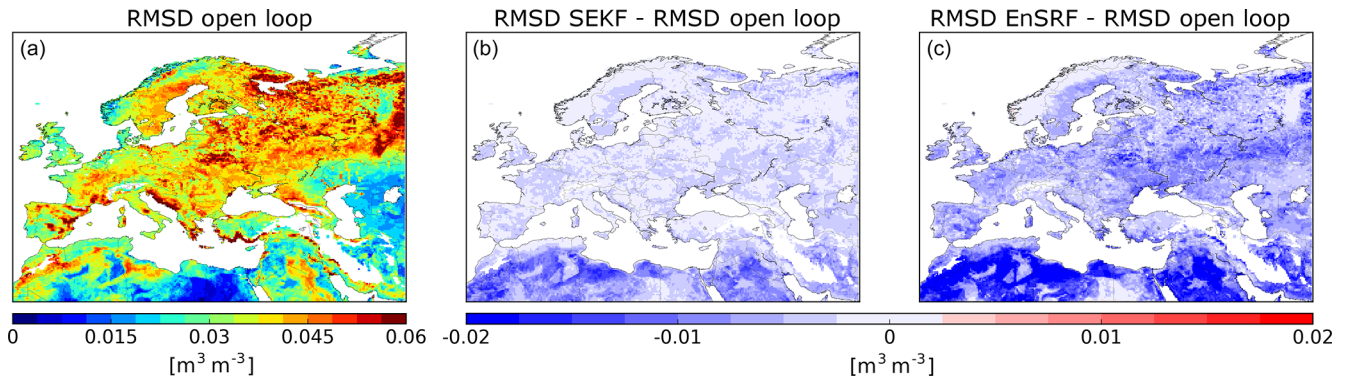 RMSD open loop
RMSD SEKF - RMSD open loop
RMSD EnSRF - RMSD open loop
(a)
(b)
(c)
0 0.015 0.03 0.045 0.06
-0.02 -0.01 0 0.01 0.02
[m³ m⁻³]
[m³ m⁻³]